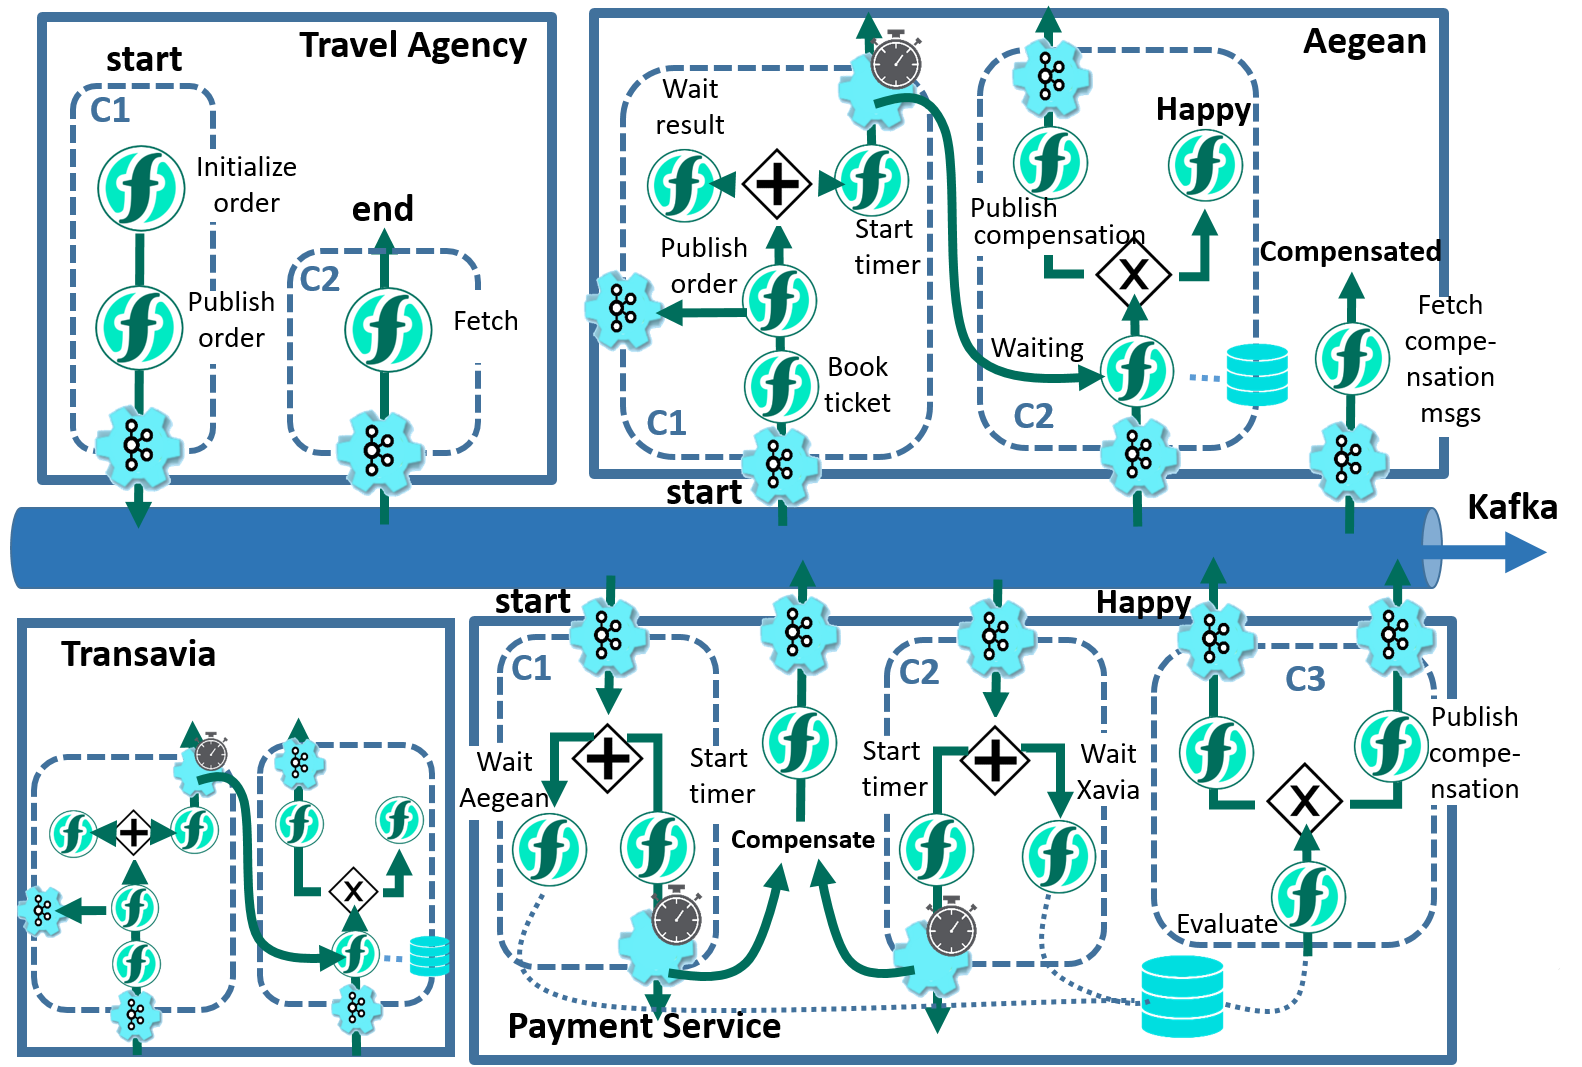 Travel Agency
start
C1
Initialize
order
Publish
order
end
C2
Fetch
Aegean
Wait
result
Publish
order
Start
timer
Book
ticket
C1
start
Happy
Publish
compensation
X
Waiting
C2
Compensated
Fetch
compe-
nsation
msgs
Kafka
Transavia
X
start
C1
Wait
Aegean
Start
timer
Compensate
C2
Start
timer
Wait
Xavia
Happy
C3
Publish
compe-
nsation
X
Evaluate
Payment Service